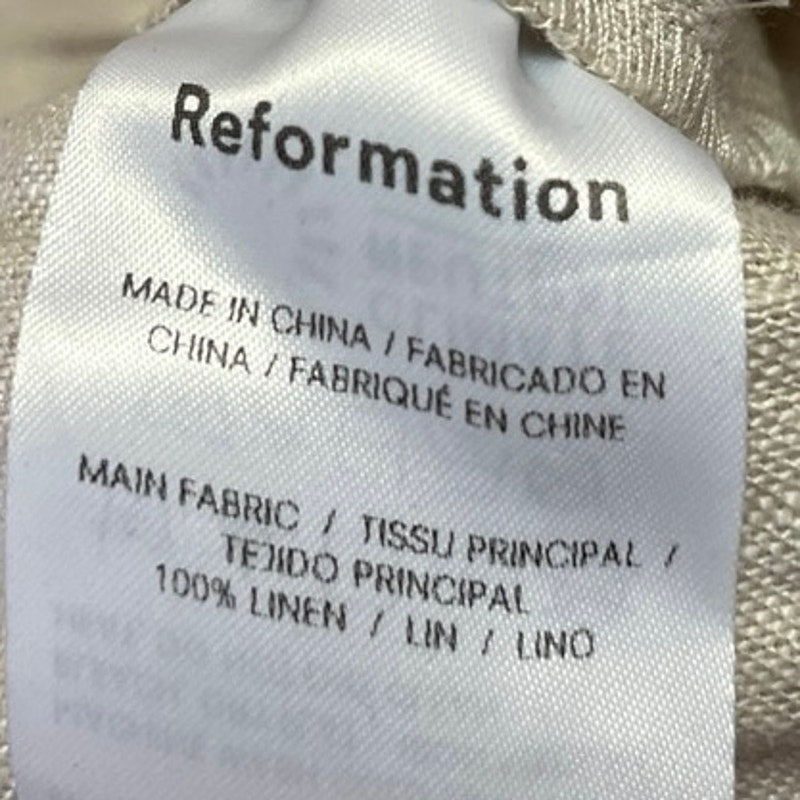 Reformation
MADE IN CHINA / FABRICADO EN
CHINA / FABRIQUÉ EN CHINE
MAIN FABRIC / TISSU PRINCIPAL /
TEJIDO PRINCIPAL
100% LINEN / LIN / LINO